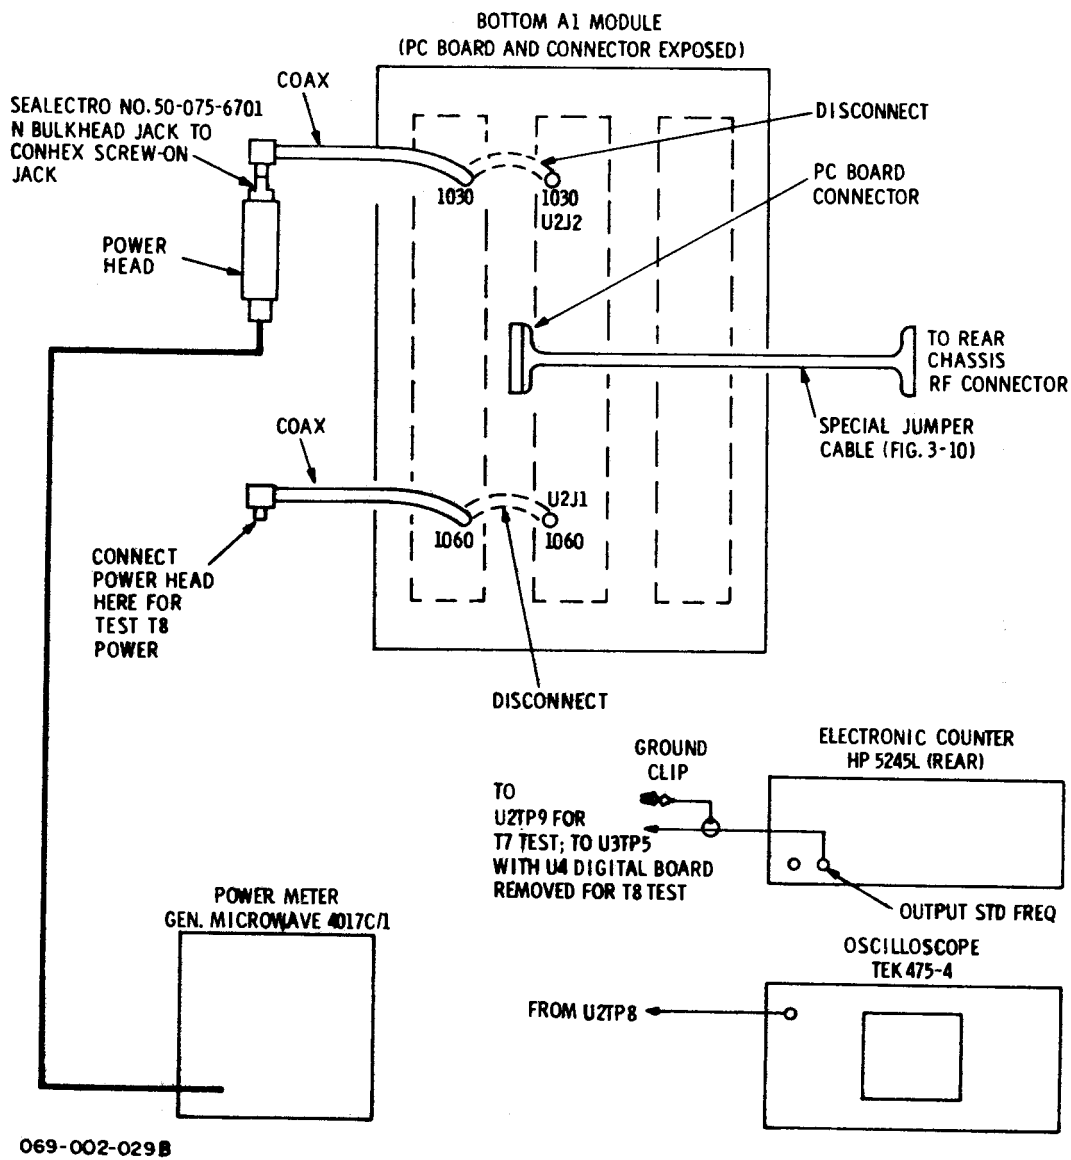 BOTTOM A1 MODULE
(PC BOARD AND CONNECTOR EXPOSED)
COAX
SEALECTRO NO. 50-075-6701
N BULKHEAD JACK TO
CONHEX SCREW-ON
JACK
DISCONNECT
PC BOARD
CONNECTOR
1030
1030
U2J2
POWER
HEAD
TO REAR
CHASSIS
RF CONNECTOR
COAX
SPECIAL JUMPER
CABLE (FIG. 3-10)
U2J1
1060
1060
CONNECT
POWER HEAD
HERE FOR
TEST T8
POWER
DISCONNECT
ELECTRONIC COUNTER
HP 5245L (REAR)
GROUND
CLIP
TO
U2TP9 FOR
T7 TEST; TO U3TP5
WITH U4 DIGITAL BOARD
REMOVED FOR T8 TEST
OUTPUT STD FREQ
POWER METER
GEN. MICROWAVE 4017C/1
OSCILLOSCOPE
TEK 475-4
FROM U2TP8
069-002-029B